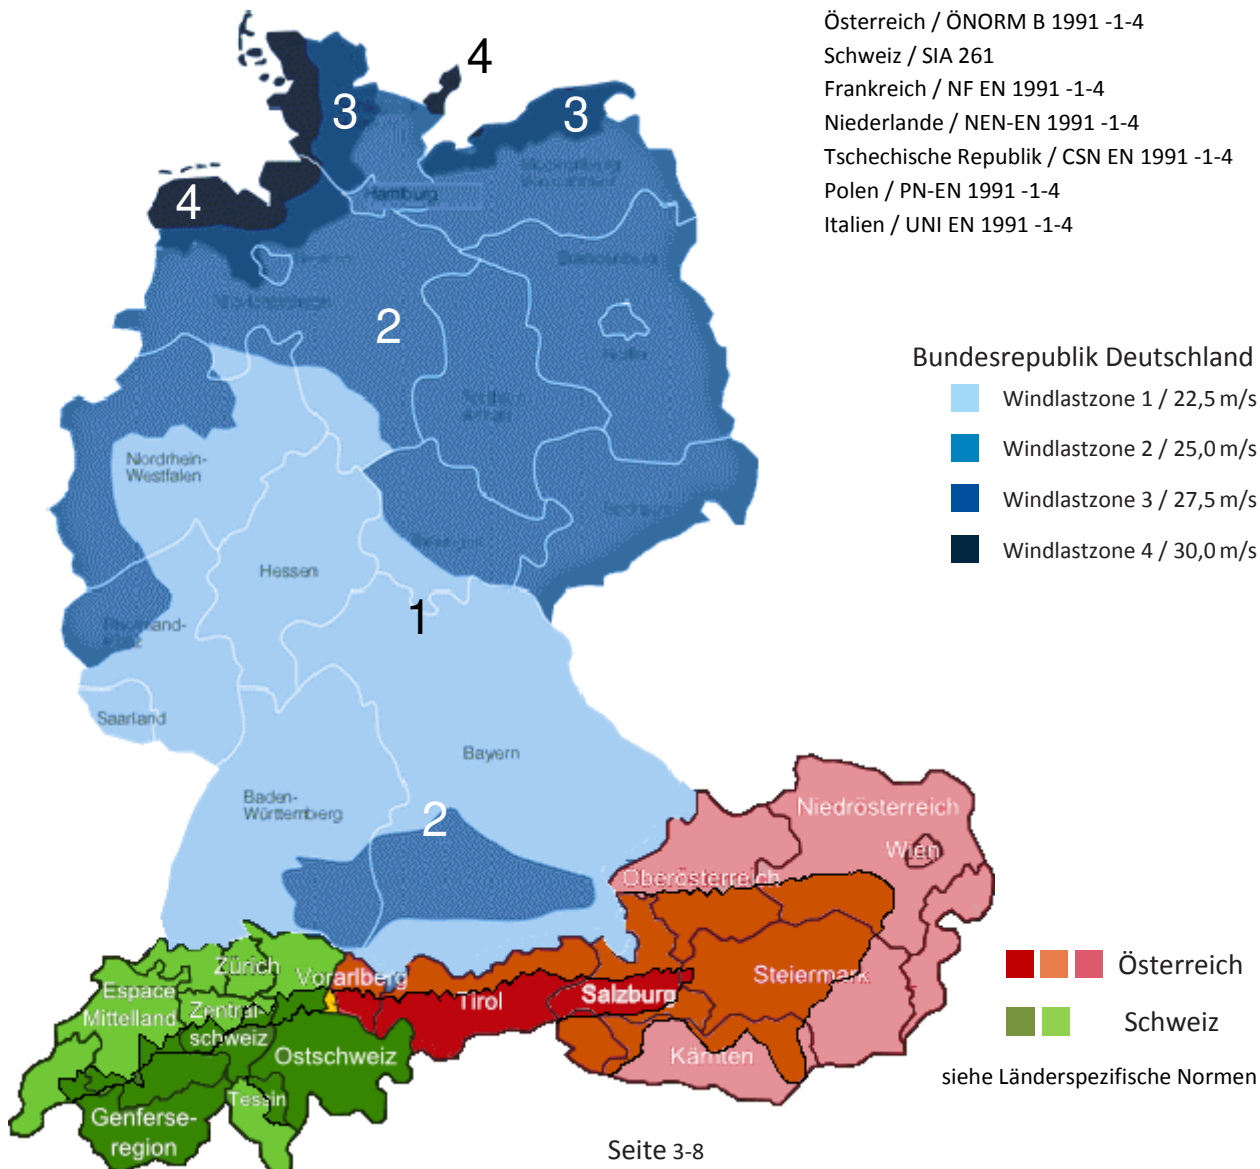 Österreich / ÖNORM B 1991 -1-4
Schweiz / SIA 261
Frankreich / NF EN 1991 -1-4
Niederlande / NEN-EN 1991 -1-4
Tschechische Republik / CSN EN 1991 -1-4
Polen / PN-EN 1991 -1-4
Italien / UNI EN 1991 -1-4
4
3
3
4
Hamburg
2
Bundesrepublik Deutschland
Windlastzone 1 / 22,5 m/s
Windlastzone 2 / 25,0 m/s
Windlastzone 3 / 27,5 m/s
Windlastzone 4 / 30,0 m/s
Nordrhein-
Westfalen
Hessen
1
Saarland
Bayern
Baden-
Württemberg
2
Niedrösterreich
Wien
Oberösterreich
Zürich
Vorarlberg
Espace
Mittelland
Zentral-
schweiz
Tirol
Salzburg
Steiermark
Ostschweiz
Kärnten
Tessin
Genferse-
region
Österreich
Schweiz
siehe Länderspezifische Normen
Seite 3-8